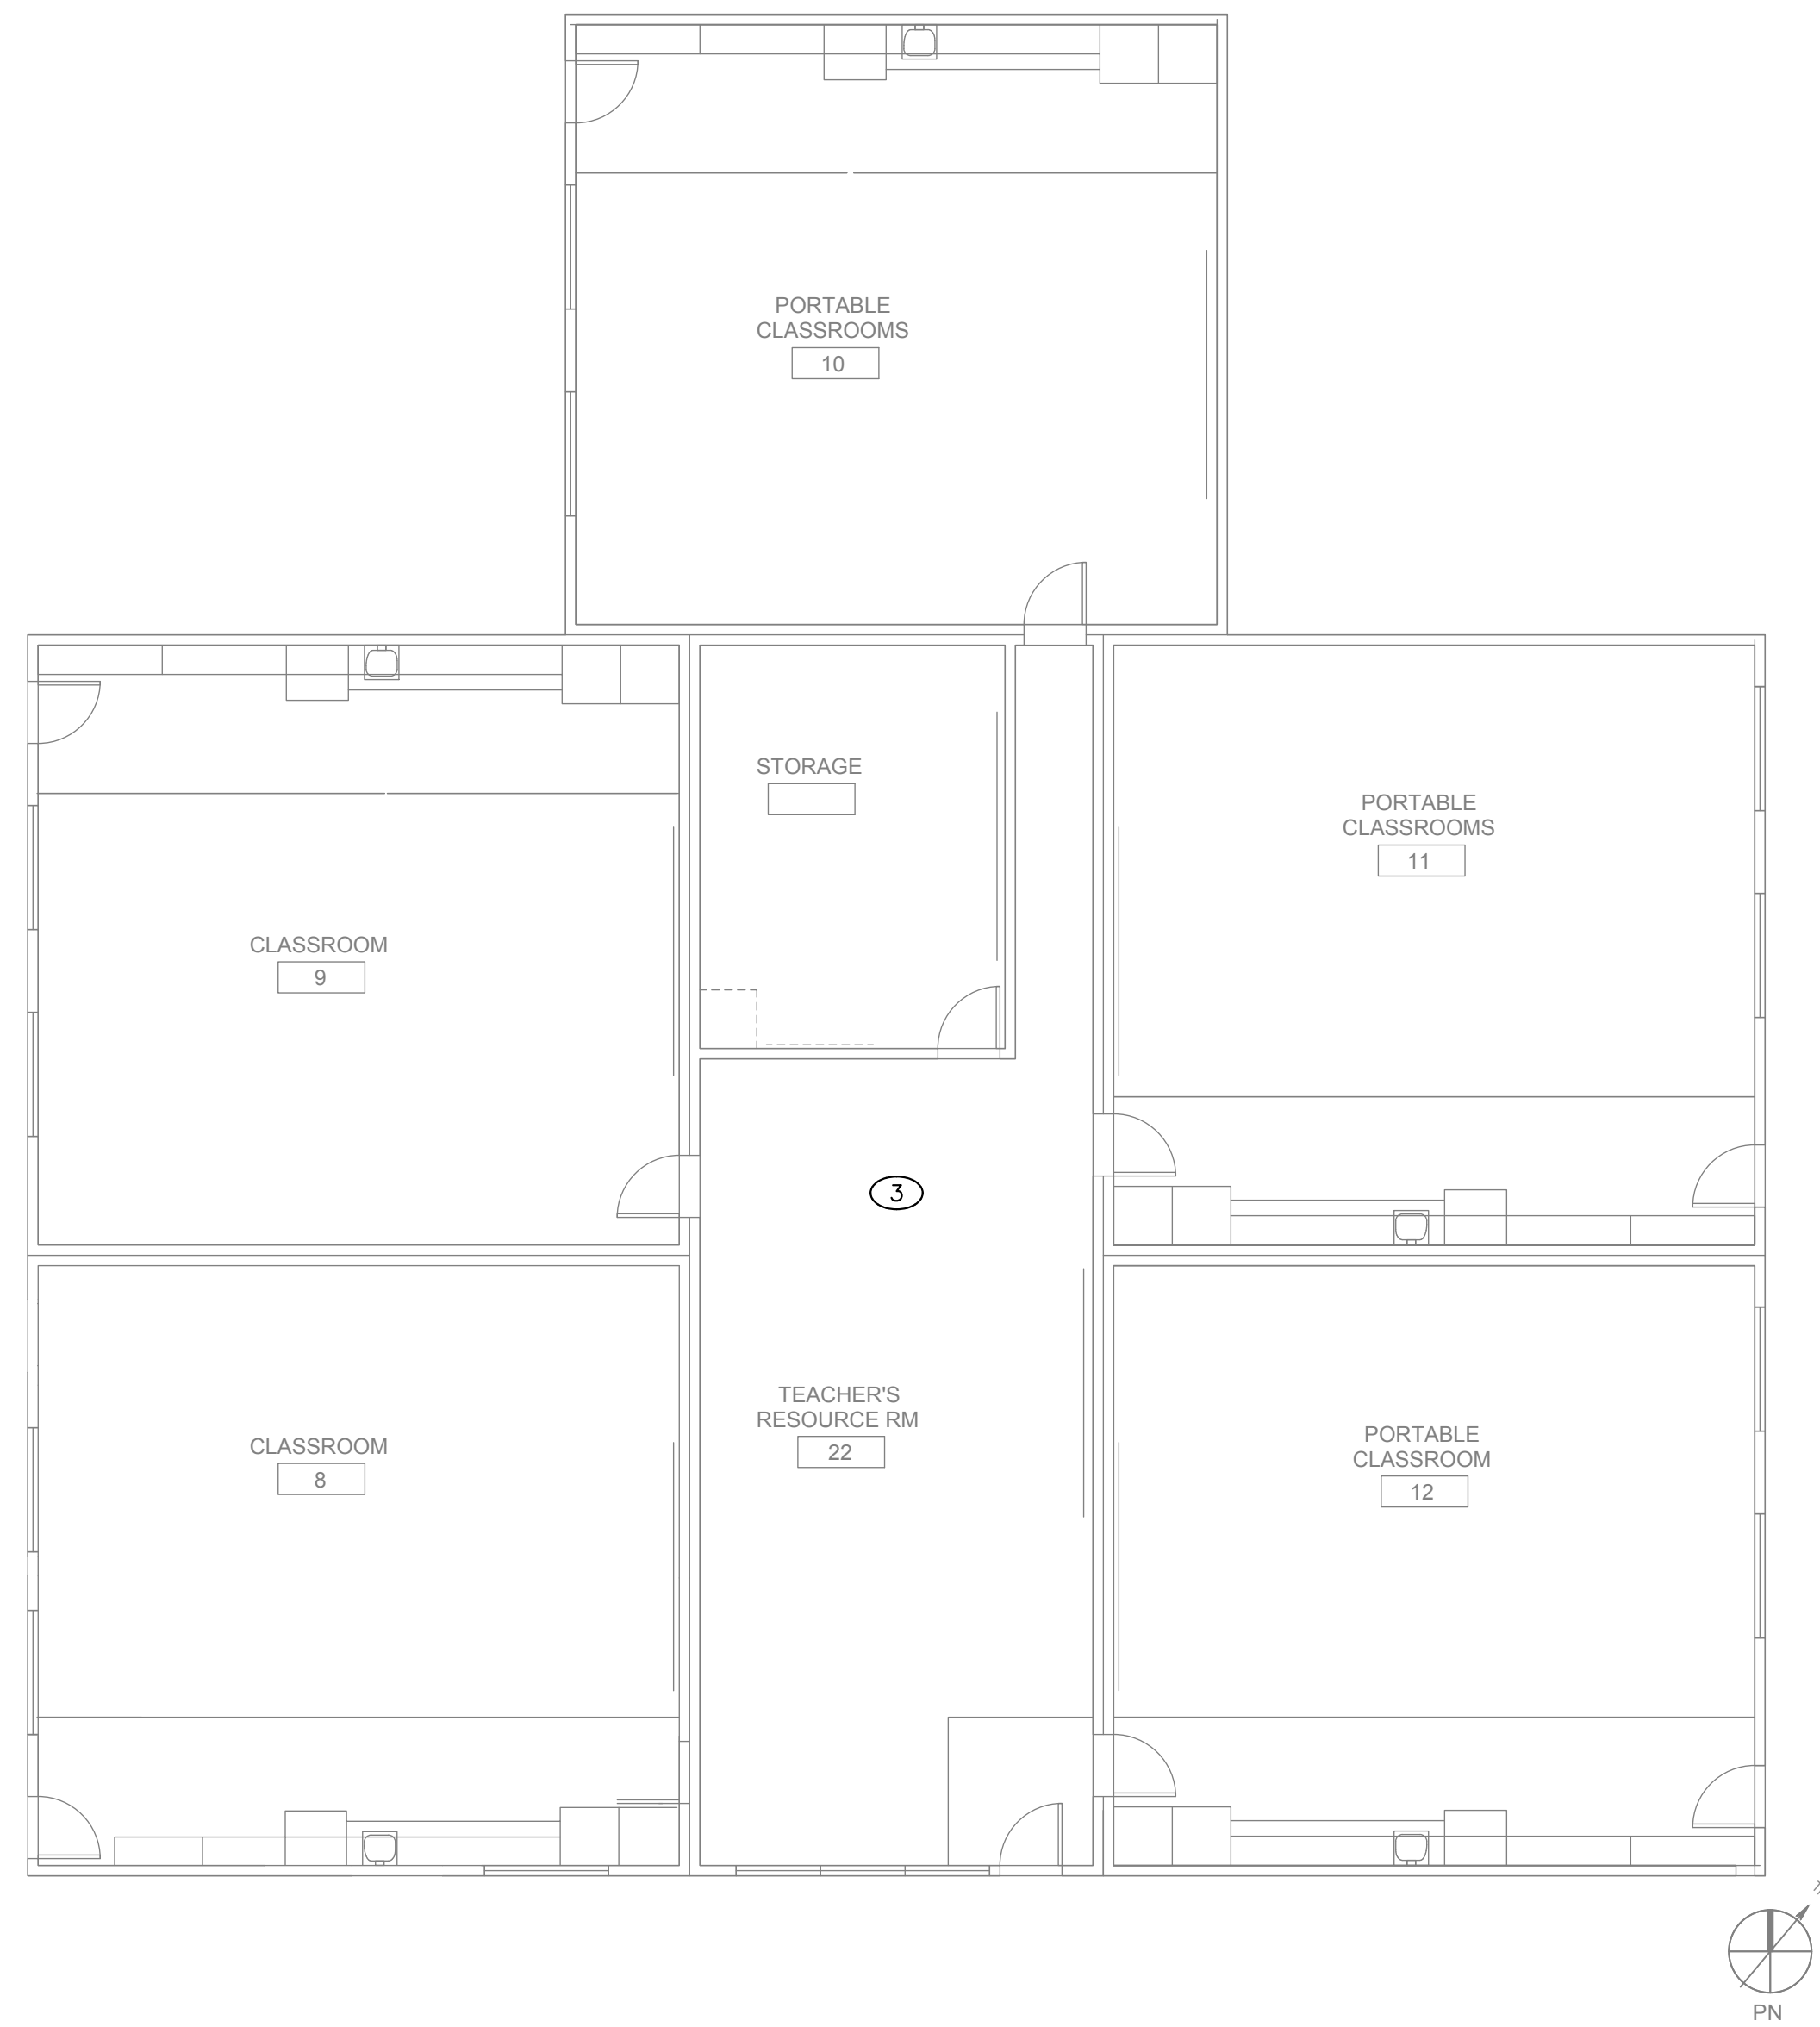 PORTABLE
CLASSROOMS
10
STORAGE
PORTABLE
CLASSROOMS
11
CLASSROOM
9
3
TEACHER'S
RESOURCE RM
22
PORTABLE
CLASSROOM
12
CLASSROOM
8
PN